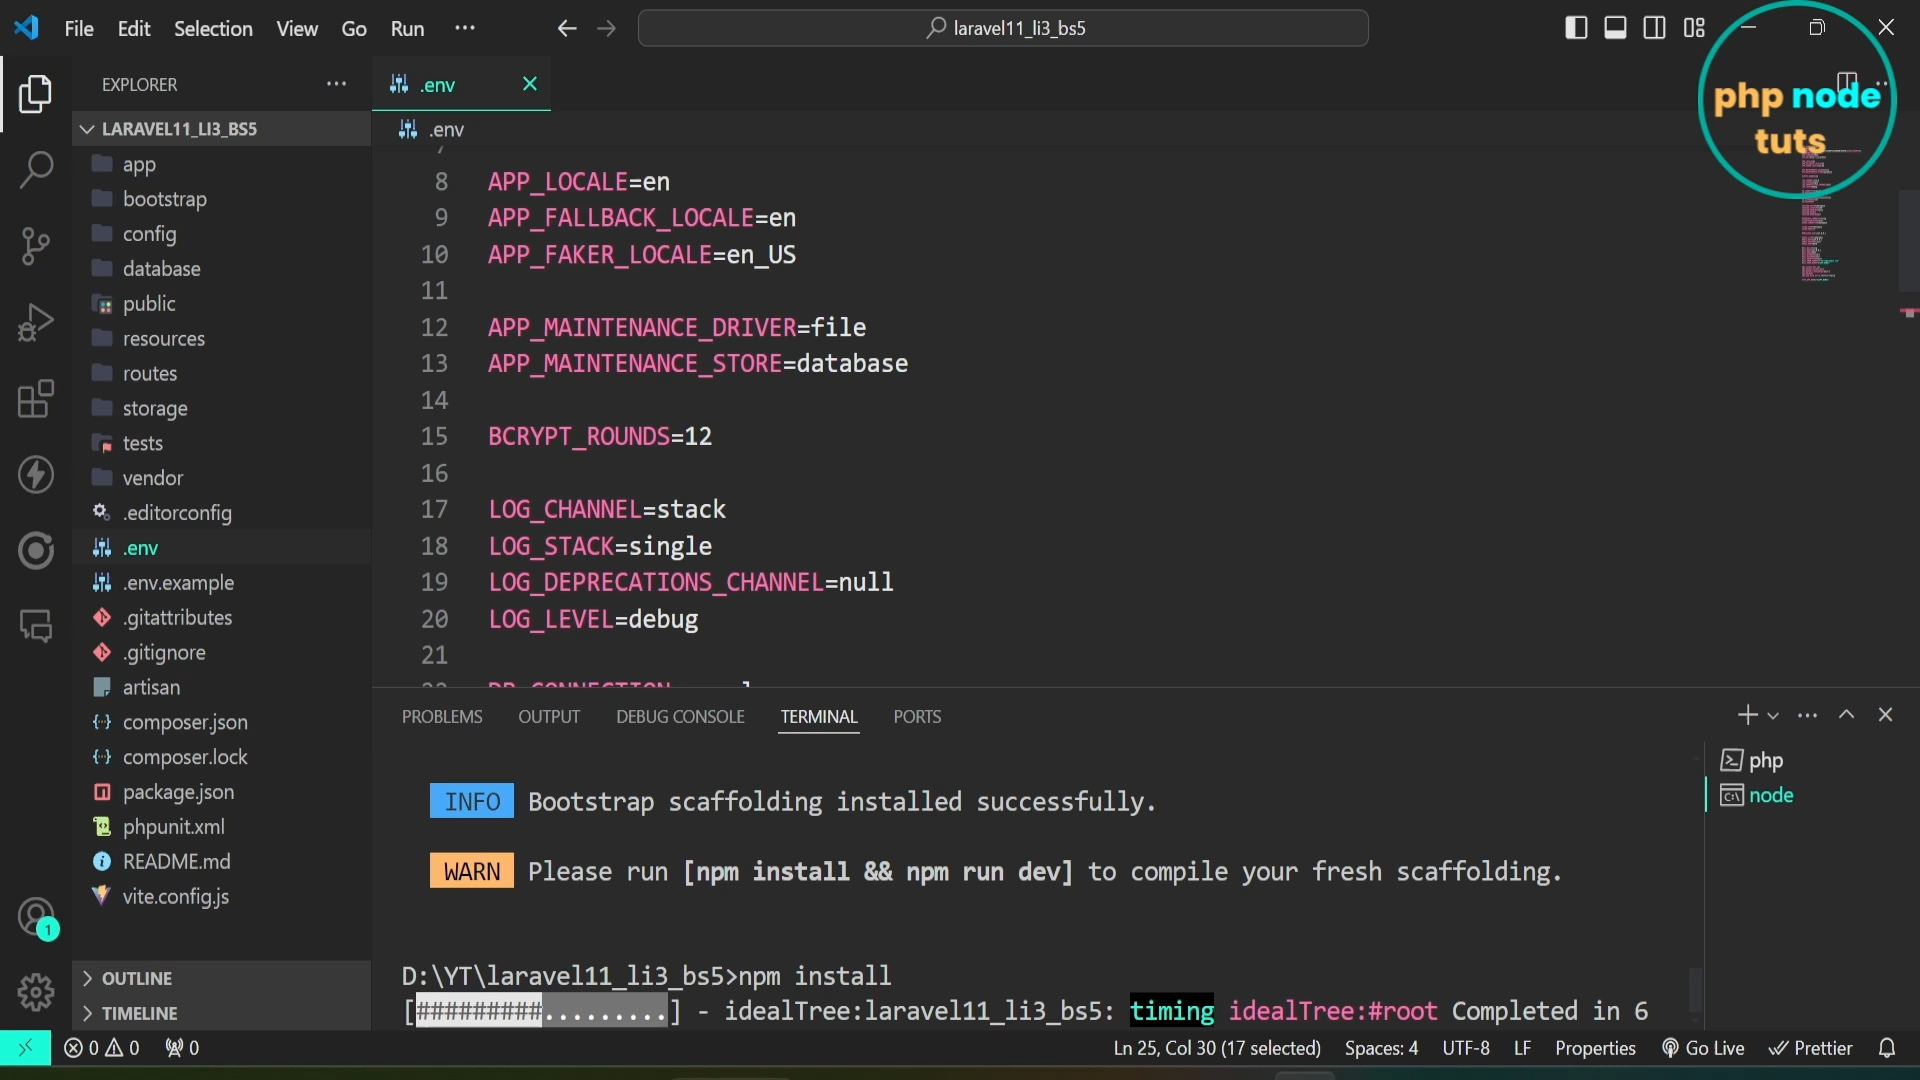 File Edit Selection View Go Run ··· laravel11_li3_bs5
EXPLORER ···
.env
php node
tuts
LARAVEL11_LI3_BS5
.env
app
bootstrap
config
database
public
resources
routes
storage
tests
vendor
.editorconfig
.env
.env.example
.gitattributes
.gitignore
artisan
composer.json
composer.lock
package.json
phpunit.xml
README.md
vite.config.js
OUTLINE
TIMELINE
1
7
8 APP_LOCALE=en
9 APP_FALLBACK_LOCALE=en
10 APP_FAKER_LOCALE=en_US
11
12 APP_MAINTENANCE_DRIVER=file
13 APP_MAINTENANCE_STORE=database
14
15 BCRYPT_ROUNDS=12
16
17 LOG_CHANNEL=stack
18 LOG_STACK=single
19 LOG_DEPRECATIONS_CHANNEL=null
20 LOG_LEVEL=debug
21
PROBLEMS OUTPUT DEBUG CONSOLE TERMINAL PORTS
INFO Bootstrap scaffolding installed successfully.
WARN Please run [npm install && npm run dev] to compile your fresh scaffolding.
D:\YT\laravel11_li3_bs5>npm install
[#########.........] - idealTree:laravel11_li3_bs5: timing idealTree:#root Completed in 6
php
node
0 0 0 Ln 25, Col 30 (17 selected) Spaces: 4 UTF-8 LF Properties Go Live Prettier